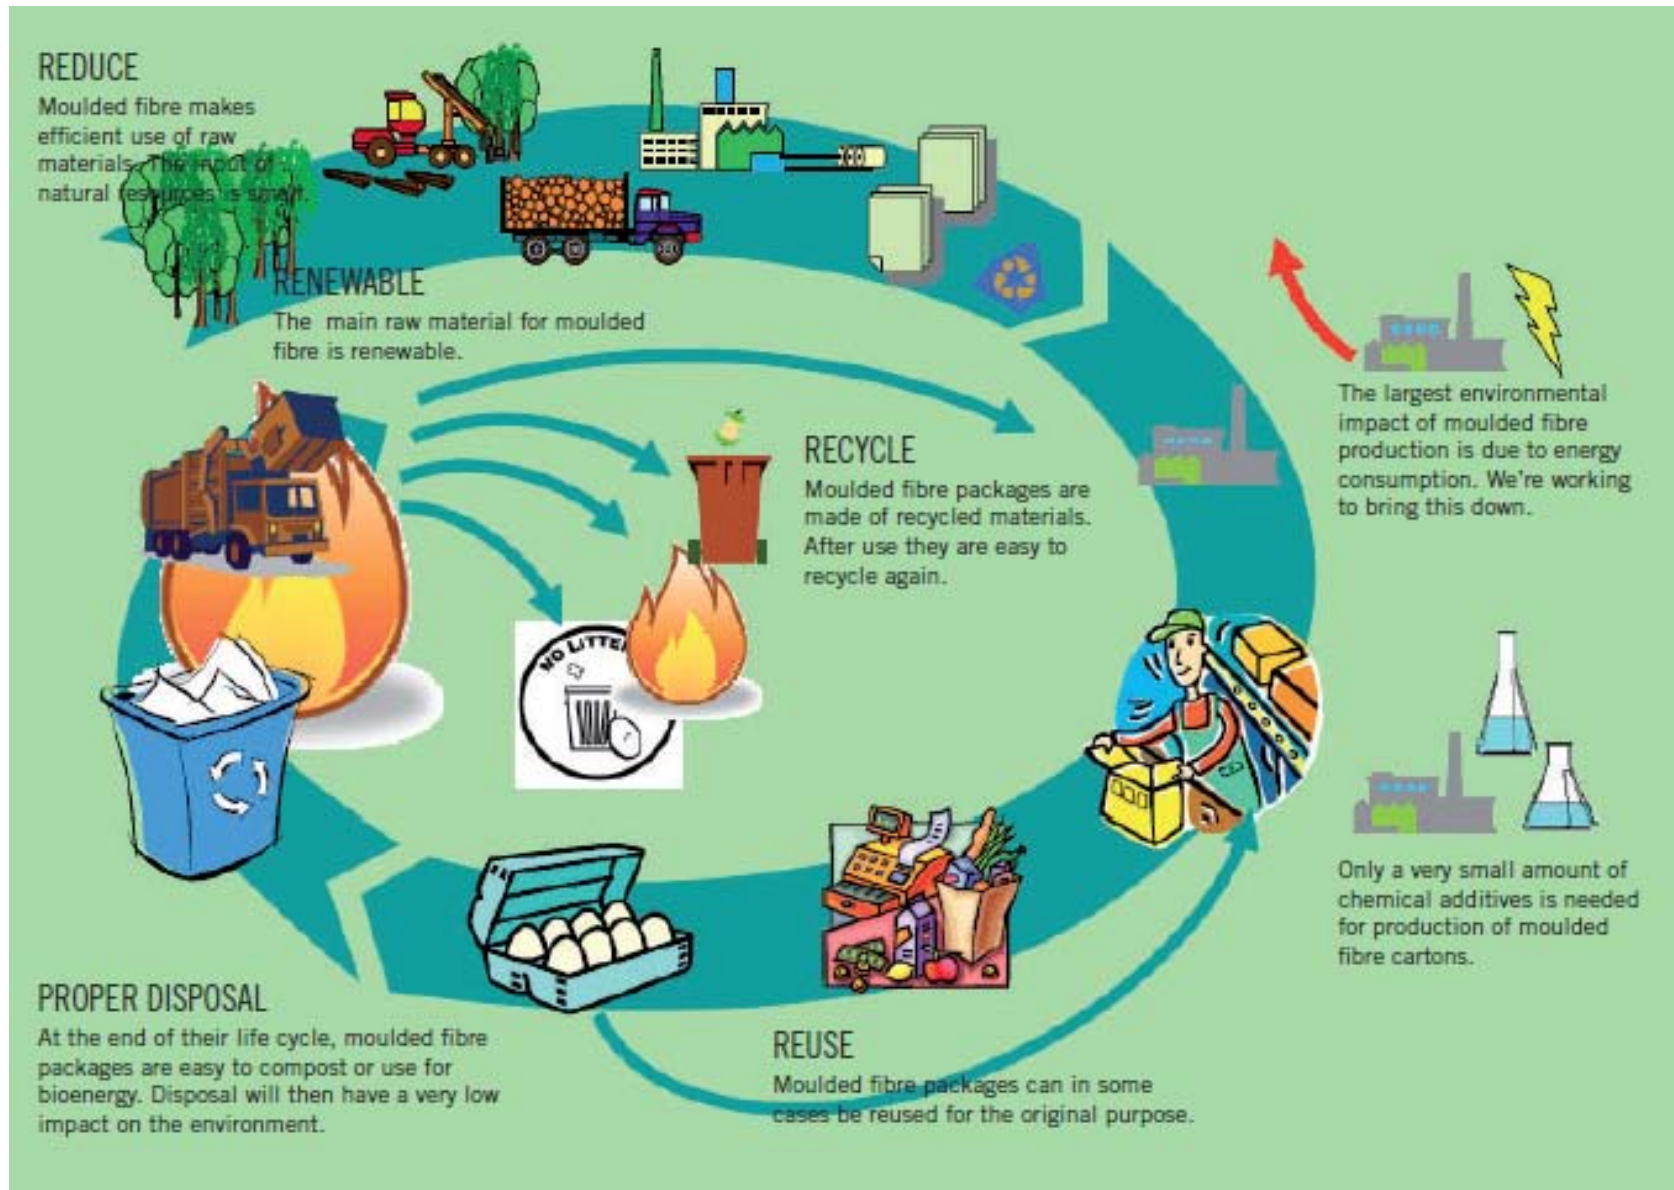 REDUCE
Moulded fibre makes
efficient use of raw
materials. The input of
natural resources is small.
RENEWABLE
The main raw material for moulded
fibre is renewable.
RECYCLE
Moulded fibre packages are
made of recycled materials.
After use they are easy to
recycle again.
The largest environmental
impact of moulded fibre
production is due to energy
consumption. We're working
to bring this down.
NO LITTE
Only a very small amount of
chemical additives is needed
for production of moulded
fibre cartons.
PROPER DISPOSAL
At the end of their life cycle, moulded fibre
packages are easy to compost or use for
bioenergy. Disposal will then have a very low
impact on the environment.
REUSE
Moulded fibre packages can in some
cases be reused for the original purpose.